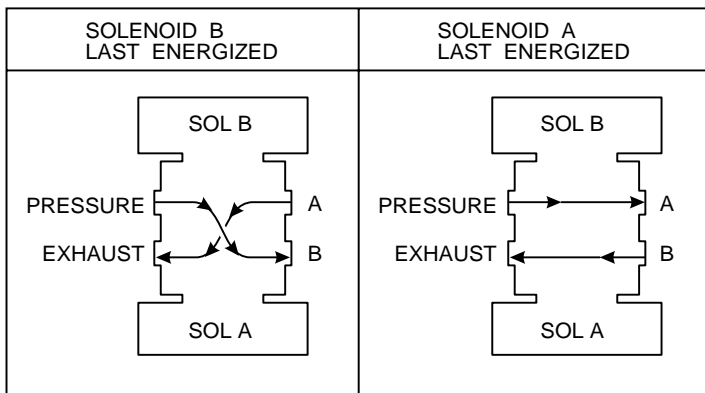 SOLENOID B
LAST ENERGIZED
SOLENOID A
LAST ENERGIZED
SOL B
PRESSURE
A
EXHAUST
B
SOL A
SOL B
PRESSURE
A
EXHAUST
B
SOL A